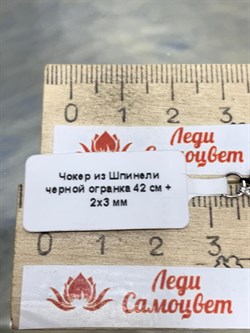 0 1 2 3
Леди
Самоцвет
Чокер из Шпинели
черной огранка 42 см +
2х3 мм
0 1 2 3
Леди
Самоцвет